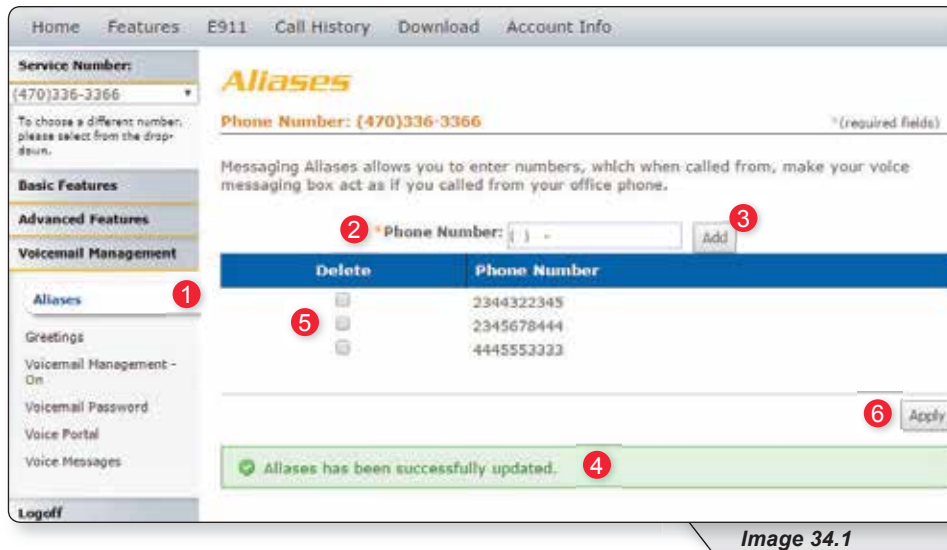 Home Features E911 Call History Download Account Info
Service Number:
(470)336-3366
To choose a different number,
please select from the drop-
down.
Basic Features
Advanced Features
Voicemail Management
Aliases
1
Greetings
Voicemail Management -
On
Voicemail Password
Voice Portal
Voice Messages
Logoff
Aliases
Phone Number: (470)336-3366 *(required fields)
Messaging Aliases allows you to enter numbers, which when called from, make your voice
messaging box act as if you called from your office phone.
2 *Phone Number: ( ) - Add 3
Delete Phone Number
2344322345
5 2345678444
4445553333
6 Apply
Aliases has been successfully updated. 4
Image 34.1